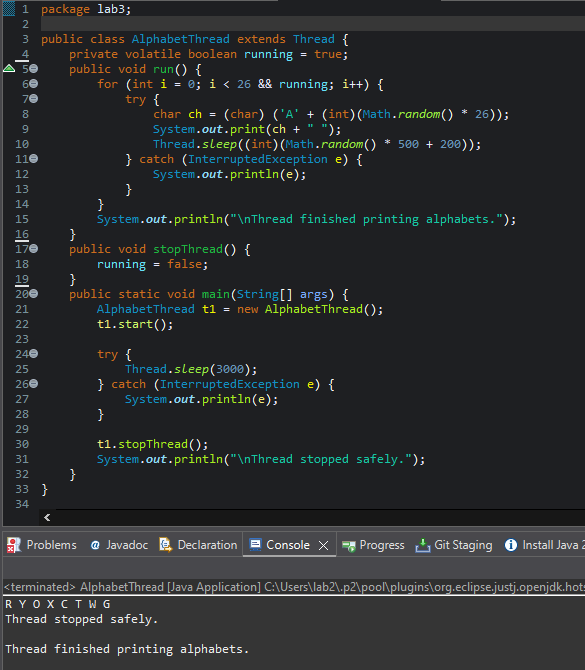 1 package lab3;
2
3 public class AlphabetThread extends Thread {
4     private volatile boolean running = true;
5     public void run() {
6         for (int i = 0; i < 26 && running; i++) {
7             try {
8                 char ch = (char) ('A' + (int)(Math.random() * 26));
9                 System.out.print(ch + " ");
10                 Thread.sleep((int)(Math.random() * 500 + 200));
11             } catch (InterruptedException e) {
12                 System.out.println(e);
13             }
14         }
15         System.out.println("\nThread finished printing alphabets.");
16     }
17     public void stopThread() {
18         running = false;
19     }
20     public static void main(String[] args) {
21         AlphabetThread t1 = new AlphabetThread();
22         t1.start();
23
24         try {
25             Thread.sleep(3000);
26         } catch (InterruptedException e) {
27             System.out.println(e);
28         }
29
30         t1.stopThread();
31         System.out.println("\nThread stopped safely.");
32     }
33 }
34
Problems @ Javadoc Declaration Console Progress Git Staging Install Java 2
<terminated> AlphabetThread [Java Application] C:\Users\lab2\.p2\pool\plugins\org.eclipse.justj.openjdk.hots
R Y O X C T W G
Thread stopped safely.

Thread finished printing alphabets.